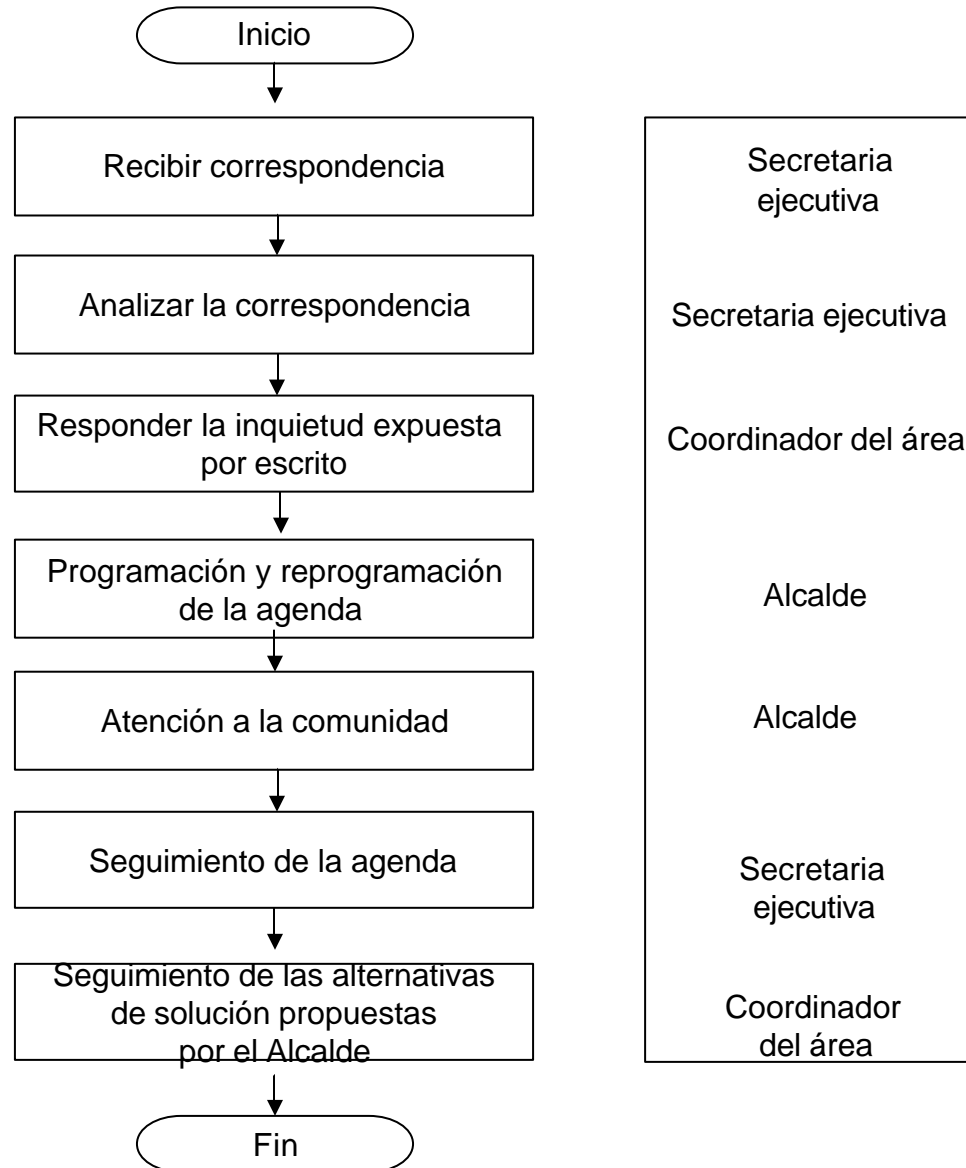 Inicio
Recibir correspondencia
Secretaria
ejecutiva
Analizar la correspondencia
Secretaria ejecutiva
Responder la inquietud expuesta
por escrito
Coordinador del área
Programación y reprogramación
de la agenda
Alcalde
Atención a la comunidad
Alcalde
Seguimiento de la agenda
Secretaria
ejecutiva
Seguimiento de las alternativas
de solución propuestas
por el Alcalde
Coordinador
del área
Fin